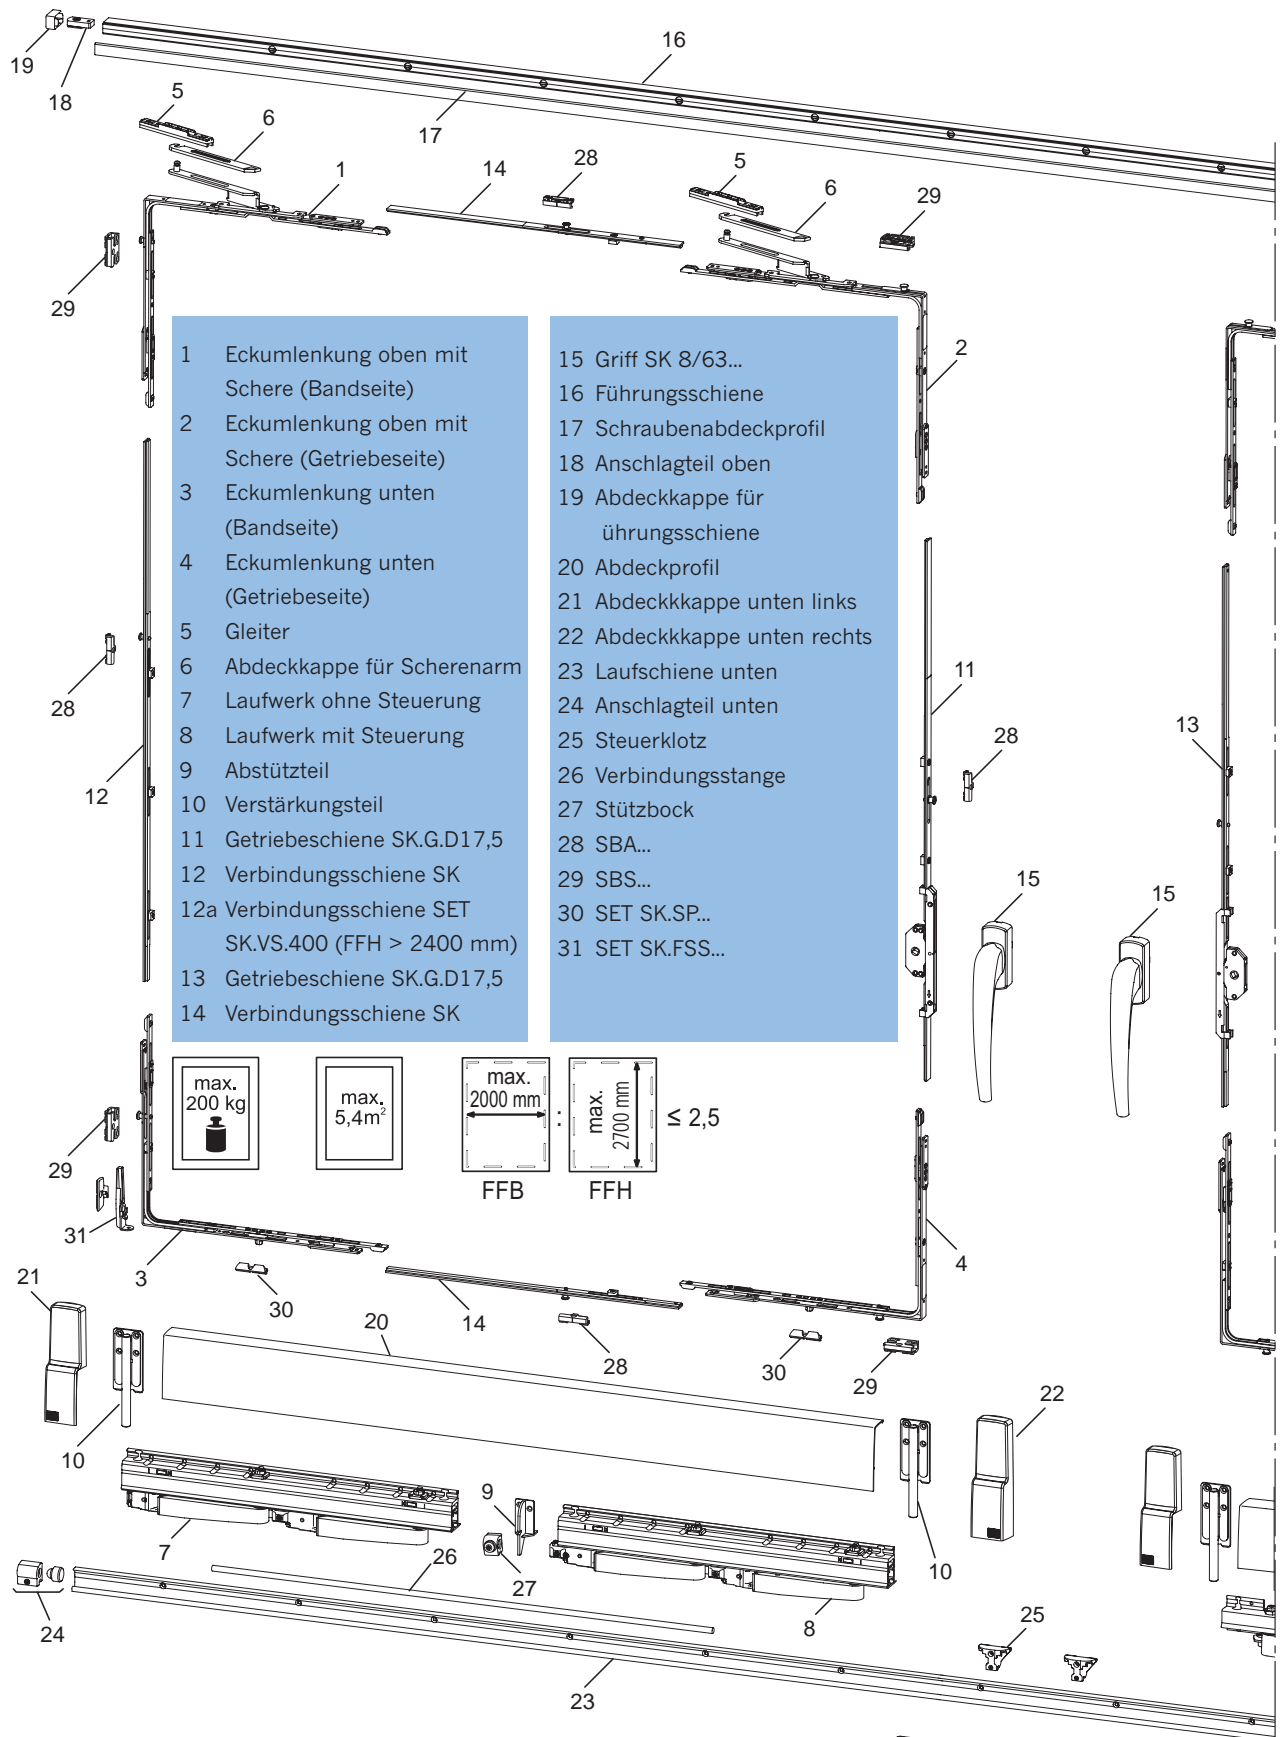 19
18
16
17
5
6
1
14
28
5
6
29
29
2
1 Eckumlenkung oben mit
Schere (Bandseite)
2 Eckumlenkung oben mit
Schere (Getriebeseite)
3 Eckumlenkung unten
(Bandseite)
4 Eckumlenkung unten
(Getriebeseite)
5 Gleiter
6 Abdeckkappe für Scherenarm
7 Laufwerk ohne Steuerung
8 Laufwerk mit Steuerung
9 Abstützteil
10 Verstärkungsteil
11 Getriebeschiene SK.G.D17,5
12 Verbindungsschiene SK
12a Verbindungsschiene SET
SK.VS.400 (FFH > 2400 mm)
13 Getriebeschiene SK.G.D17,5
14 Verbindungsschiene SK
15 Griff SK 8/63...
16 Führungsschiene
17 Schraubenabdeckprofil
18 Anschlagteil oben
19 Abdeckkappe für
ührungsschiene
20 Abdeckprofil
21 Abdeckkkappe unten links
22 Abdeckkkappe unten rechts
23 Laufschiene unten
24 Anschlagteil unten
25 Steuerklotz
26 Verbindungsstange
27 Stützbock
28 SBA...
29 SBS...
30 SET SK.SP...
31 SET SK.FSS...
28
12
11
28
13
15
15
max.
200 kg
max.
5,4m²
max.
2000 mm
:
max.
2700 mm
≤ 2,5
FFB
FFH
29
31
3
30
14
28
30
29
4
21
10
20
22
10
7
9
27
26
8
24
23
25